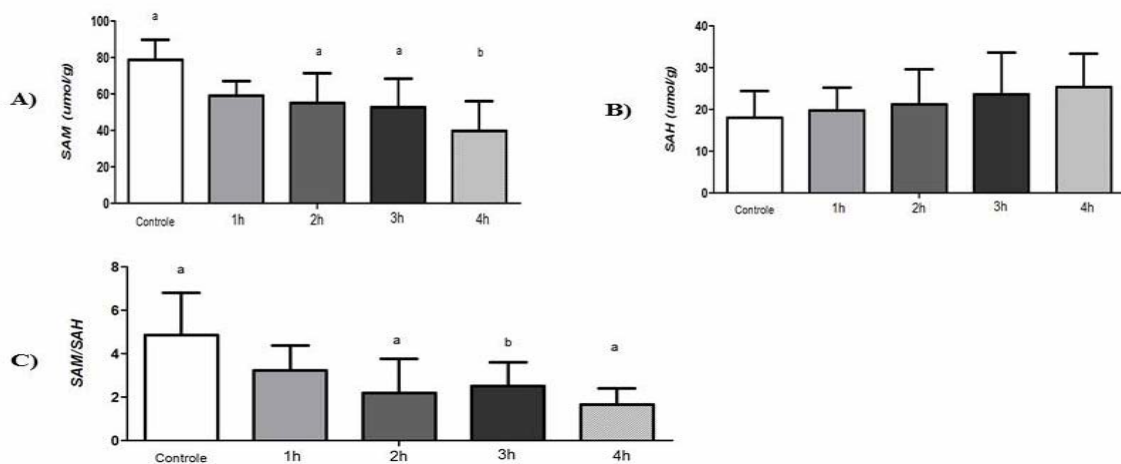 A)
SAM (umol/g)
100
80
60
40
20
0
a
a
a
b
Controle
1h
2h
3h
4h
B)
SAH (umol/g)
40
30
20
10
0
Controle
1h
2h
3h
4h
C)
SAM/SAH
8
6
4
2
0
a
a
b
a
Controle
1h
2h
3h
4h